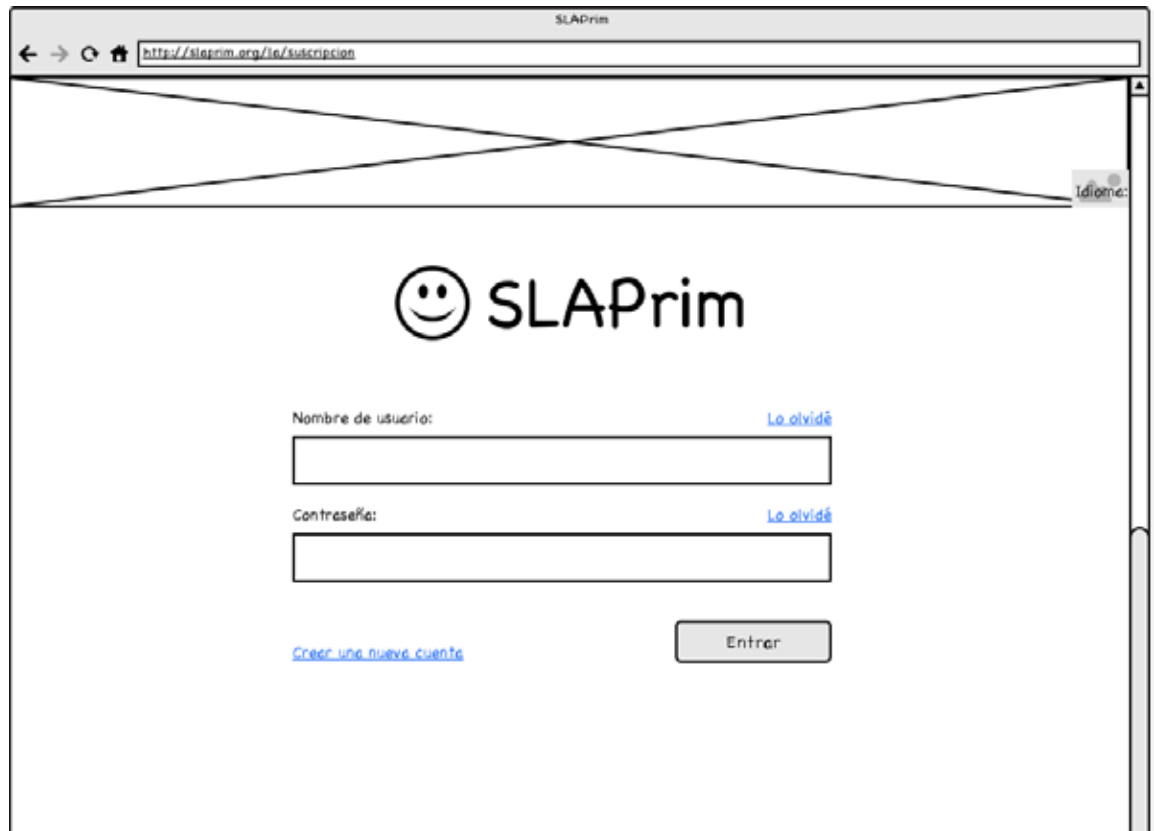 SLAPrim
http://slaprim.org/la/suscripcion
Idioma:
SLAPrim
Nombre de usuario: Lo olvidé
Contraseña: Lo olvidé
Crear una nueva cuenta Entrar